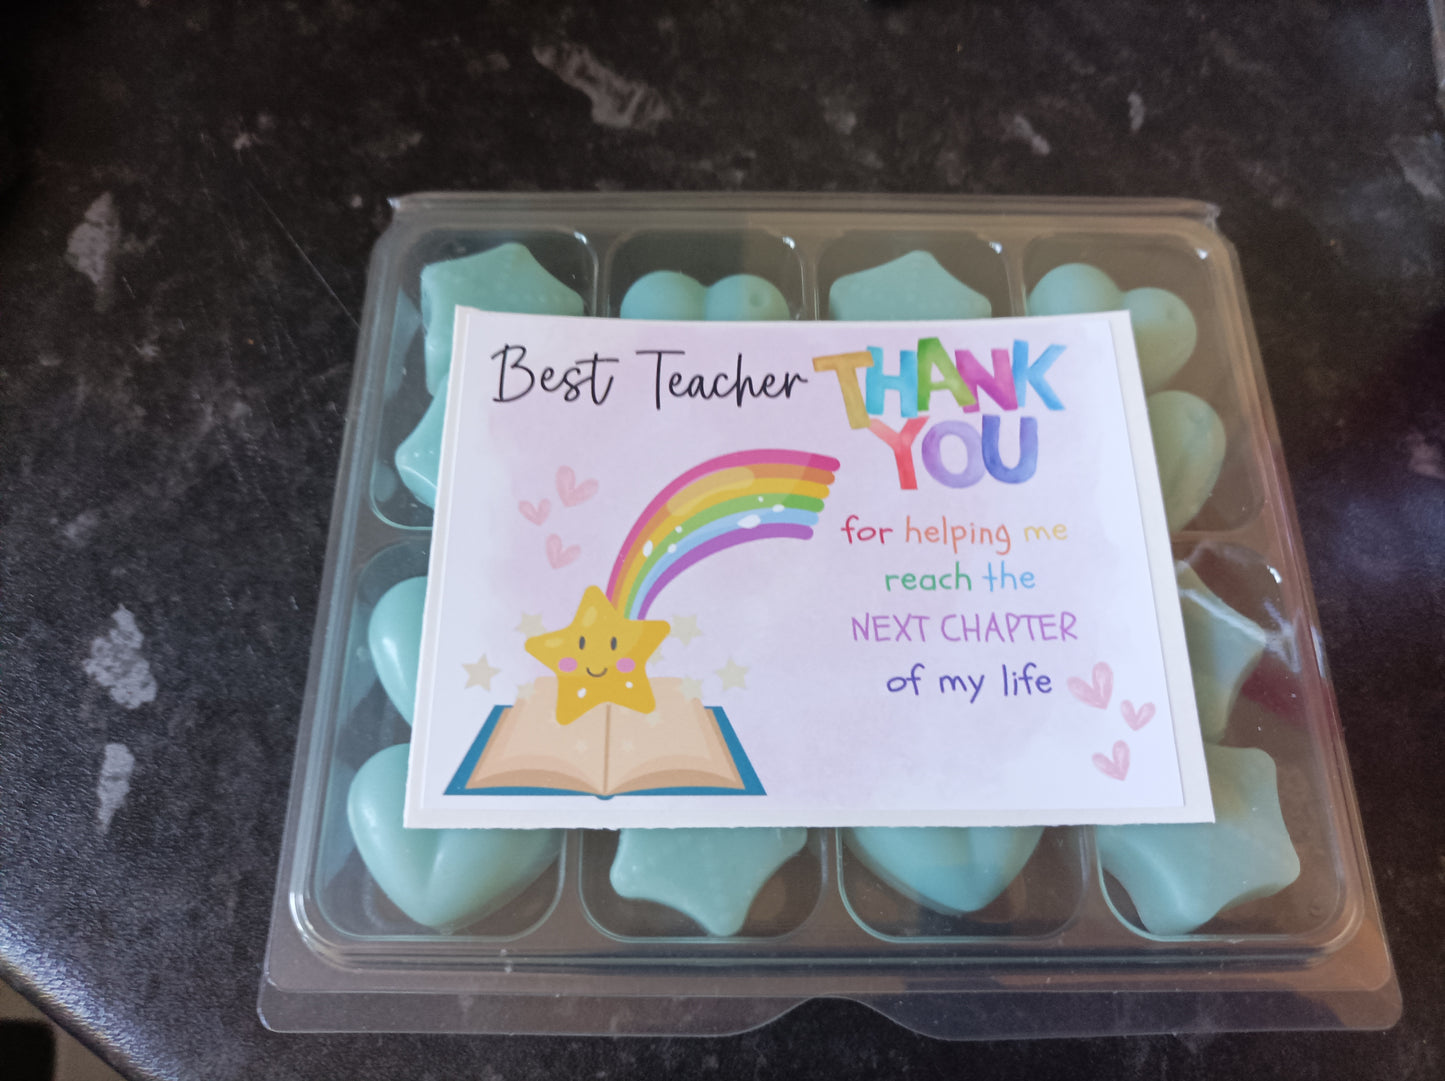 Best Teacher
THANK
YOU
for helping me
reach the
NEXT CHAPTER
of my life